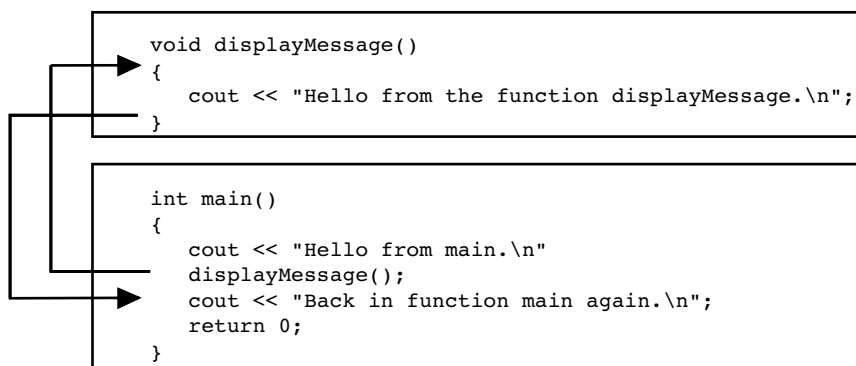 void displayMessage()
{
   cout << "Hello from the function displayMessage.\n";
}
int main()
{
   cout << "Hello from main.\n"
   displayMessage();
   cout << "Back in function main again.\n";
   return 0;
}